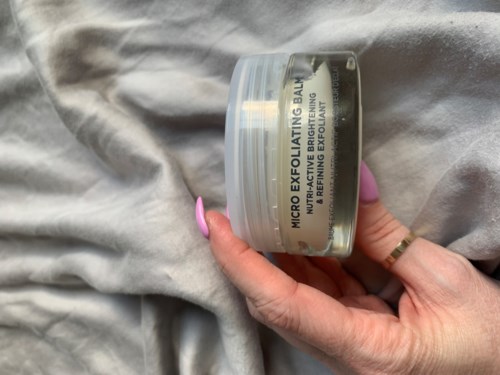 MICRO EXFOLIATING BALM
NUTRI-ACTIVE BRIGHTENING
& REFINING EXFOLIANT